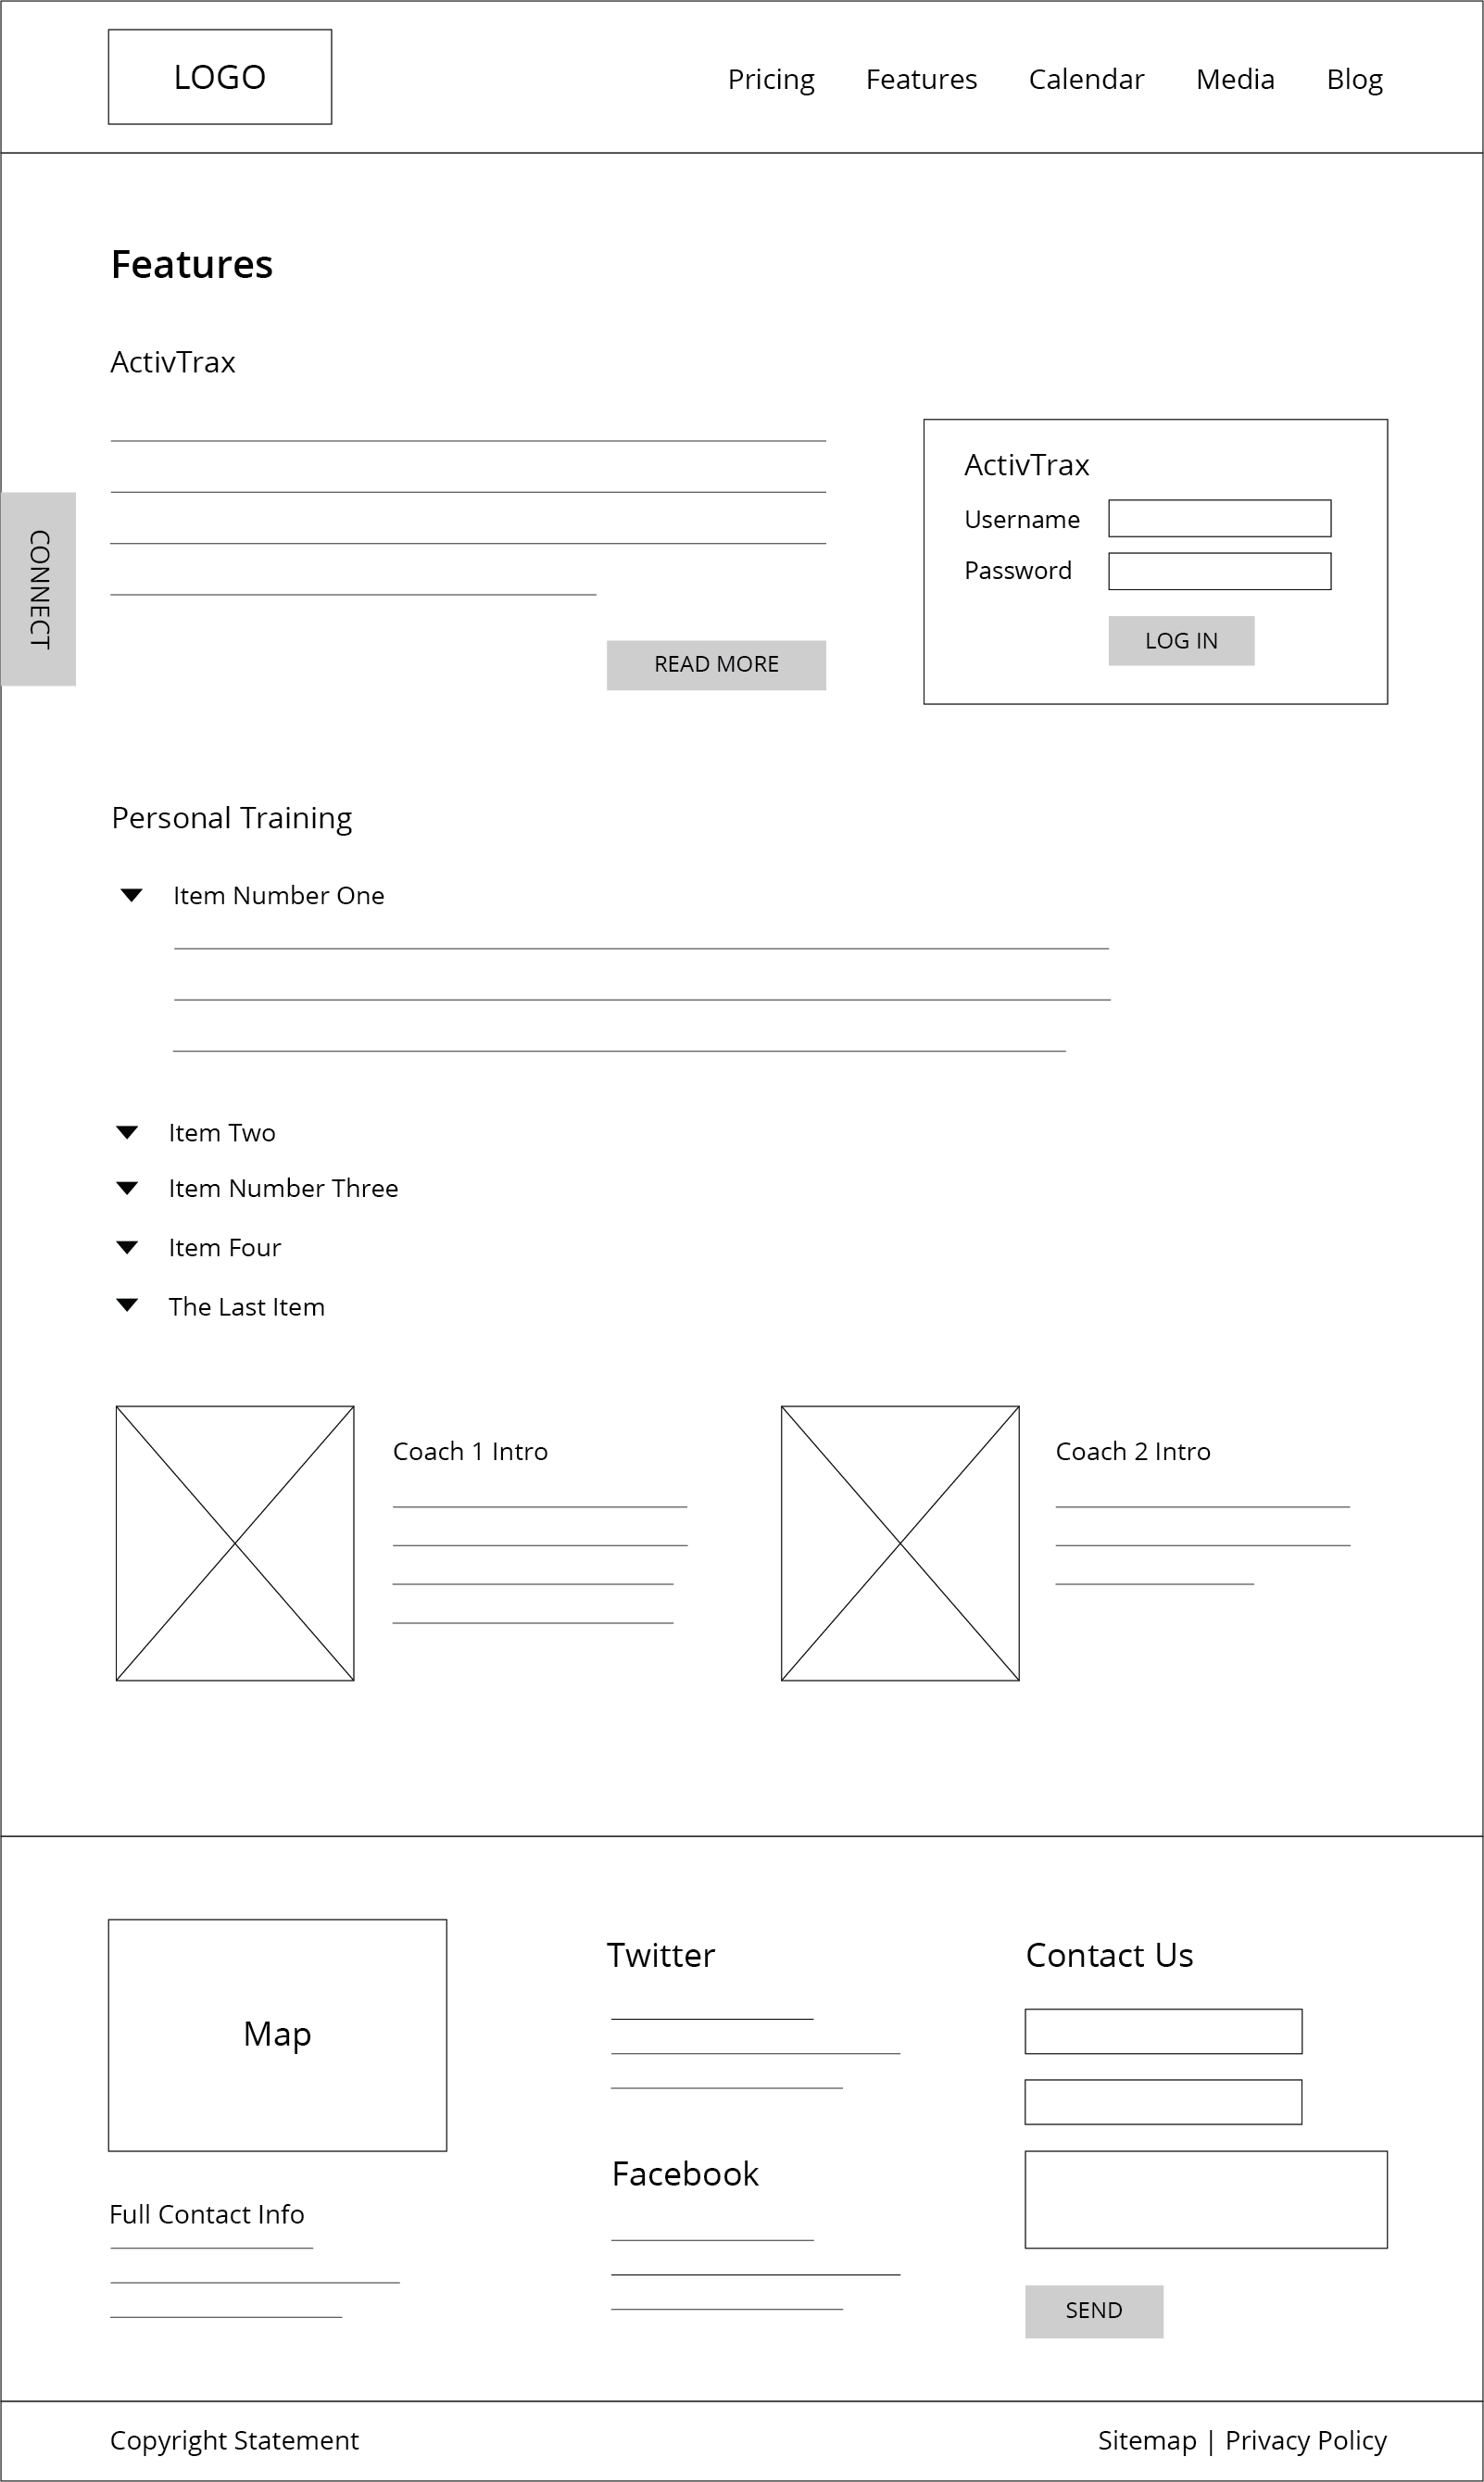 LOGO
Pricing Features Calendar Media Blog
Features
ActivTrax
CONNECT
READ MORE
ActivTrax
Username
Password
LOG IN
Personal Training
Item Number One
Item Two
Item Number Three
Item Four
The Last Item
Coach 1 Intro
Coach 2 Intro
Map
Full Contact Info
Twitter
Facebook
Contact Us
SEND
Copyright Statement
Sitemap | Privacy Policy